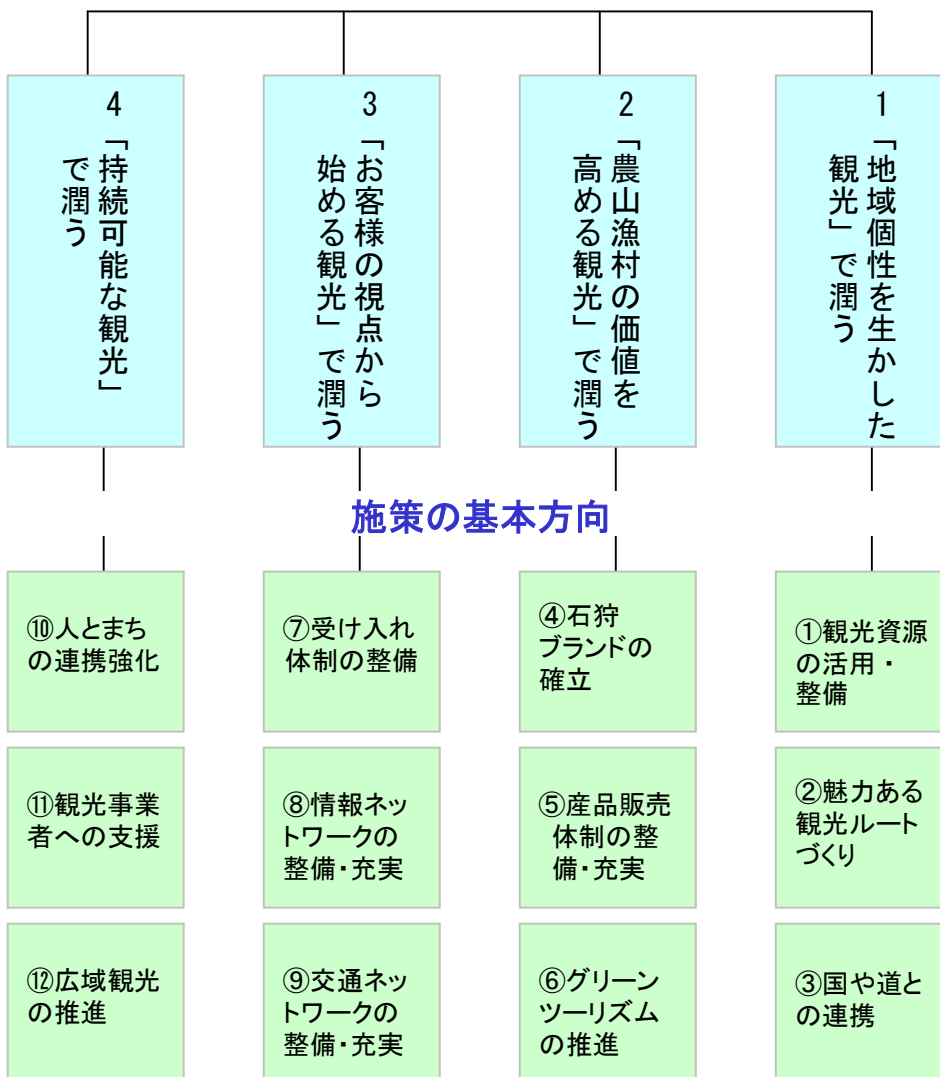 1
「地域個性を生かした
観光」で潤う
2
「農山漁村の価値を
高める観光」で潤う
3
「お客様の視点から
始める観光」で潤う
4
「持続可能な観光」
で潤う
施策の基本方向
①観光資源
の活用・
整備
②魅力ある
観光ルート
づくり
③国や道と
の連携
④石狩
ブランドの
確立
⑤産品販売
体制の整
備・充実
⑥グリーン
ツーリズム
の推進
⑦受け入れ
体制の整備
⑧情報ネッ
トワークの
整備・充実
⑨交通ネッ
トワークの
整備・充実
⑩人とまち
の連携強化
⑪観光事業
者への支援
⑫広域観光
の推進